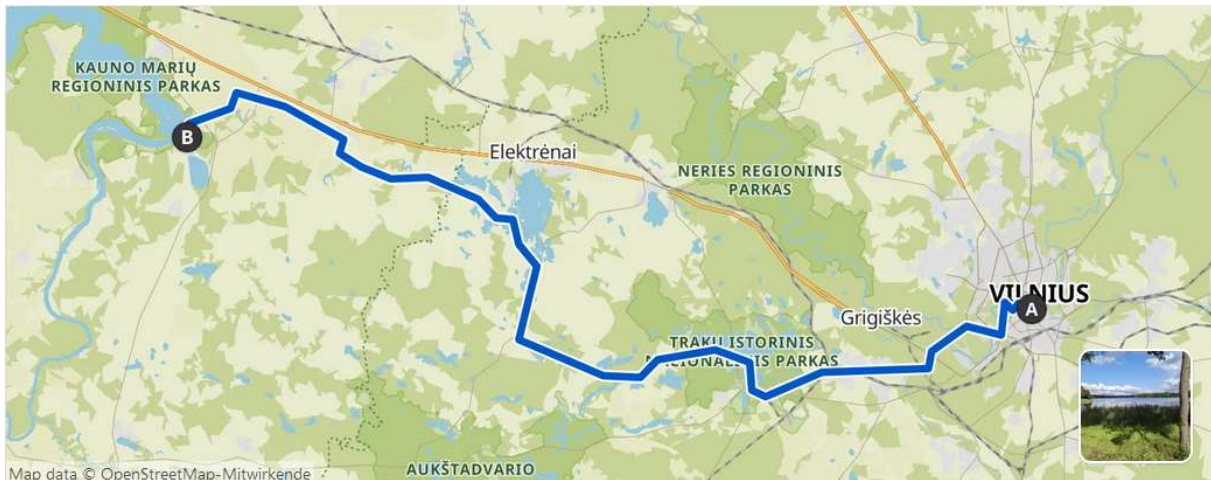 KAUNO MARIŲ
REGIONINIS PARKAS
B
Elektrėnai
NERIES REGIONINIS
PARKAS
VILNIUS
A
Grigiškės
TRAKŲ ISTORINIS
NACIONALINIS PARKAS
AUKŠTADVARIO
Map data © OpenStreetMap-Mitwirkende